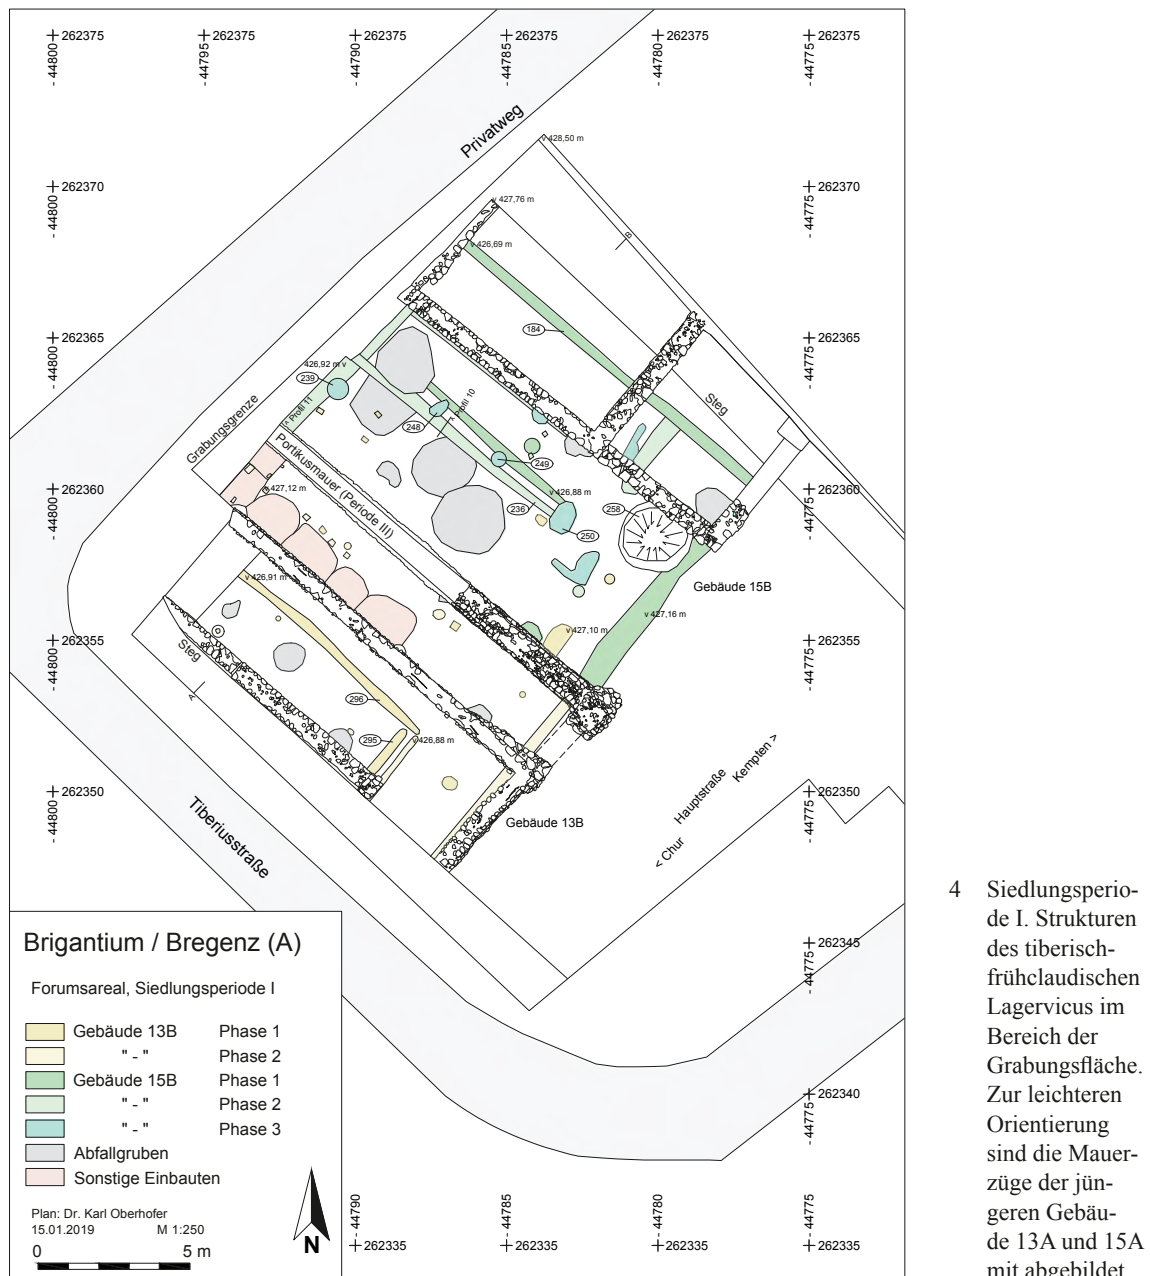 262375 262375 262375 262375 262375 262375
- 44800 - 44795 - 44790 - 44785 - 44780 - 44775
Privatweg
v 428,50 m
262370 262370
- 44800 - 44775
v 427,76 m
B
v 426,69 m
184
262365 262365
- 44800 - 44775
426,92 m v
239
Steg
A Profil 11
248
A Profil 10
Grabungsgrenze
249
Portikusmauer (Periode III)
262360 262360
- 44800 - 44775
v 427,12 m
v 426,88 m
236
258
250
Gebäude 15B
v 426,91 m
v 427,16 m
262355 262355
- 44800 - 44775
v 427,10 m
Steg
A
296
295
v 426,88 m
Hauptstraße
Kempten >
< Chur
262350 262350
- 44800 - 44775
Tiberiusstraße
Gebäude 13B
262345
- 44775
262340
- 44775
- 44790 - 44785 - 44780 - 44775
262335 262335 262335 262335
Brigantium / Bregenz (A)
Forumsareal, Siedlungsperiode I
Gebäude 13B Phase 1
" - " Phase 2
Gebäude 15B Phase 1
" - " Phase 2
" - " Phase 3
Abfallgruben
Sonstige Einbauten
Plan: Dr. Karl Oberhofer
15.01.2019 M 1:250
0 5 m
N
4 Siedlungsperio-
de I. Strukturen
des tiberisch-
frühclaudischen
Lagervicus im
Bereich der
Grabungsfläche.
Zur leichteren
Orientierung
sind die Mauer-
züge der jün-
geren Gebäu-
de 13A und 15A
mit abgebildet